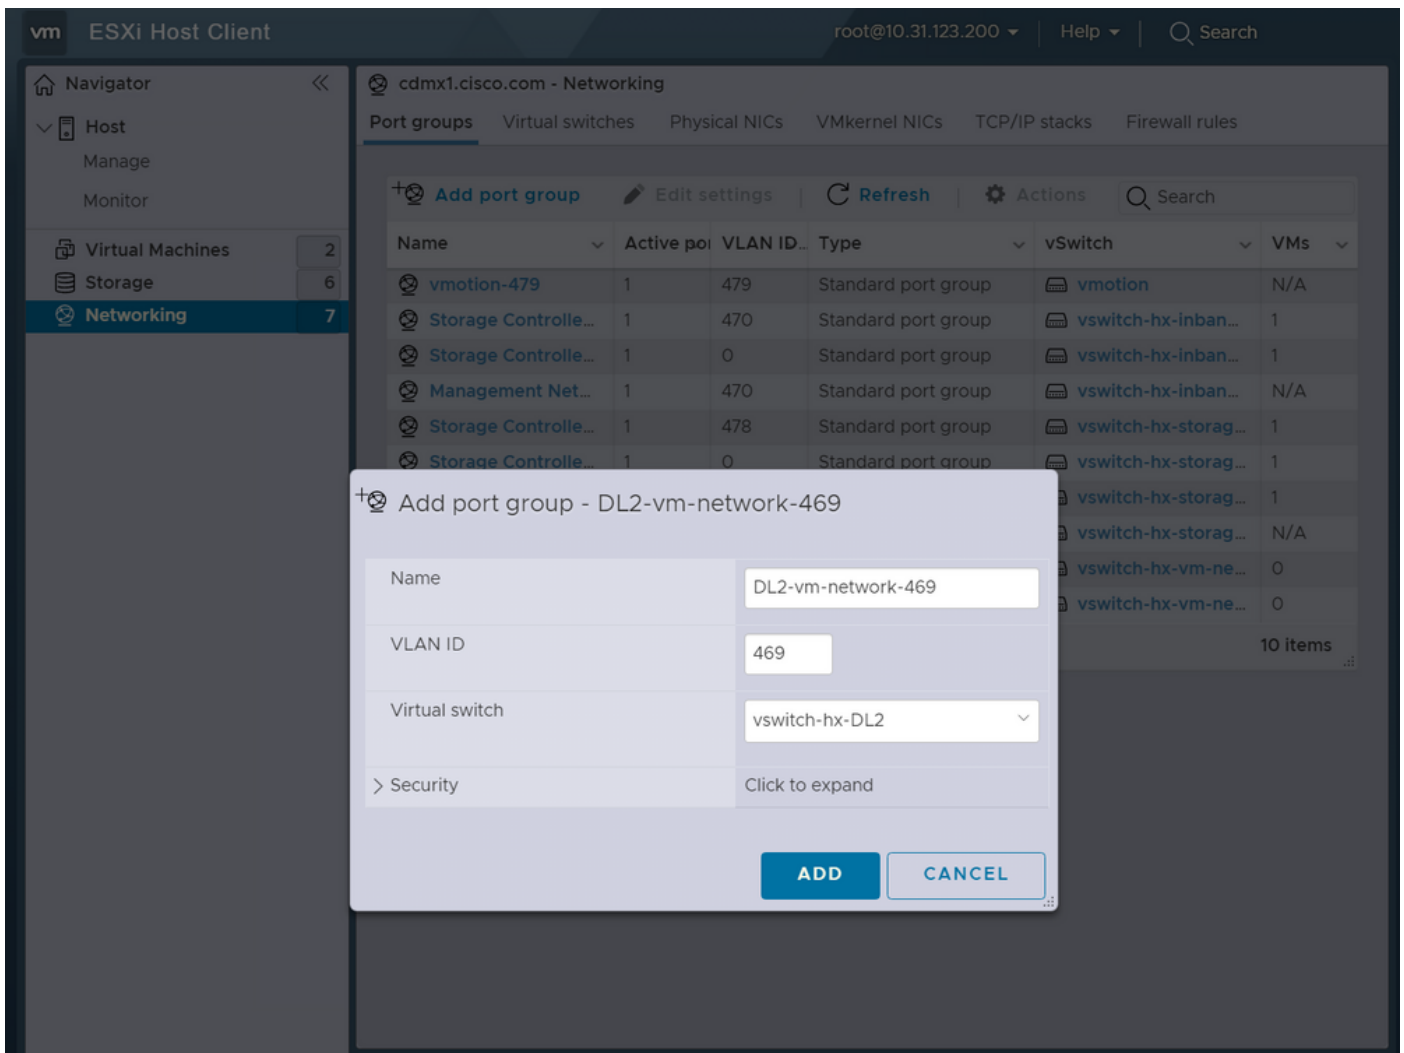 vm ESXi Host Client root@10.31.123.200 Help Search
Navigator
Host
Manage
Monitor
Virtual Machines 2
Storage 6
Networking 7
cdmx1.cisco.com - Networking
Port groups Virtual switches Physical NICs VMkernel NICs TCP/IP stacks Firewall rules
Add port group Edit settings Refresh Actions Search
Name Active por VLAN ID... Type vSwitch VMs
vmotion-479 1 479 Standard port group vmotion N/A
Storage Controlle... 1 470 Standard port group vswitch-hx-inban... 1
Storage Controlle... 1 0 Standard port group vswitch-hx-inban... 1
Management Net... 1 470 Standard port group vswitch-hx-inban... N/A
Storage Controlle... 1 478 Standard port group vswitch-hx-storag... 1
Storage Controlle... 1 0 Standard port group vswitch-hx-storag... 1
vswitch-hx-storag... 1
vswitch-hx-storag... N/A
vswitch-hx-vm-ne... 0
vswitch-hx-vm-ne... 0
10 items
Add port group - DL2-vm-network-469
Name DL2-vm-network-469
VLAN ID 469
Virtual switch vswitch-hx-DL2
Security Click to expand
ADD CANCEL